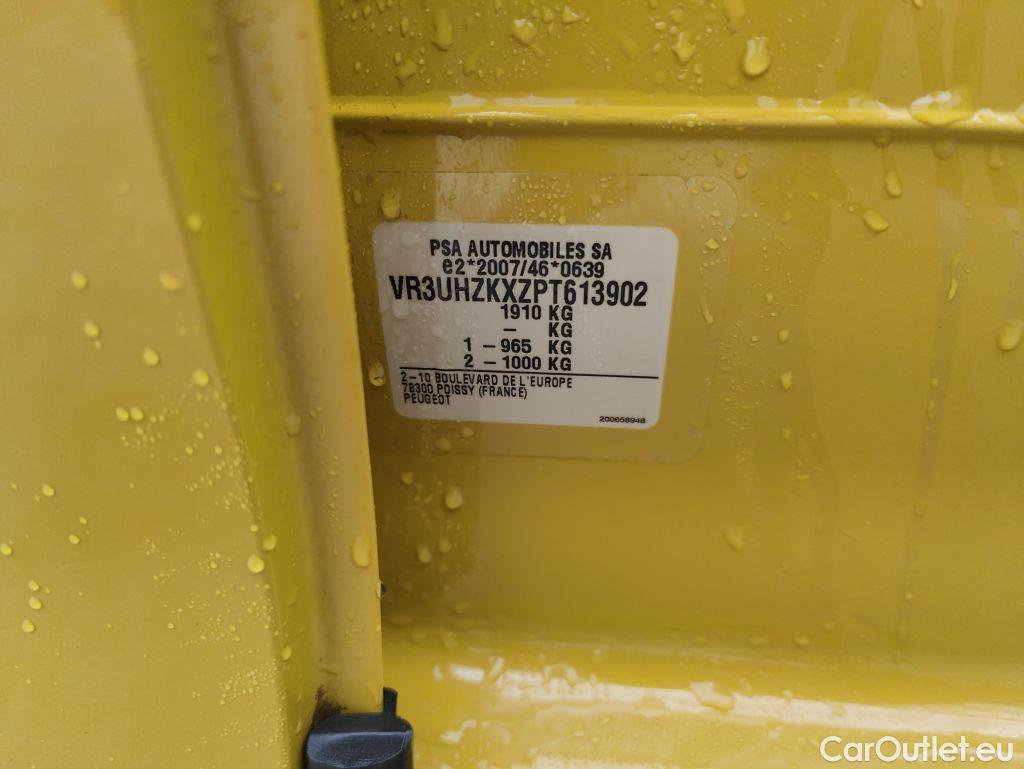 PSA AUTOMOBILES SA
e2*2007/46*0639
VR3UHZKXZPT613902
1910 KG
– KG
1 – 965 KG
2 – 1000 KG
2–10 BOULEVARD DE L'EUROPE
78300 POISSY (FRANCE)
PEUGEOT
200658948
CarOutlet.eu